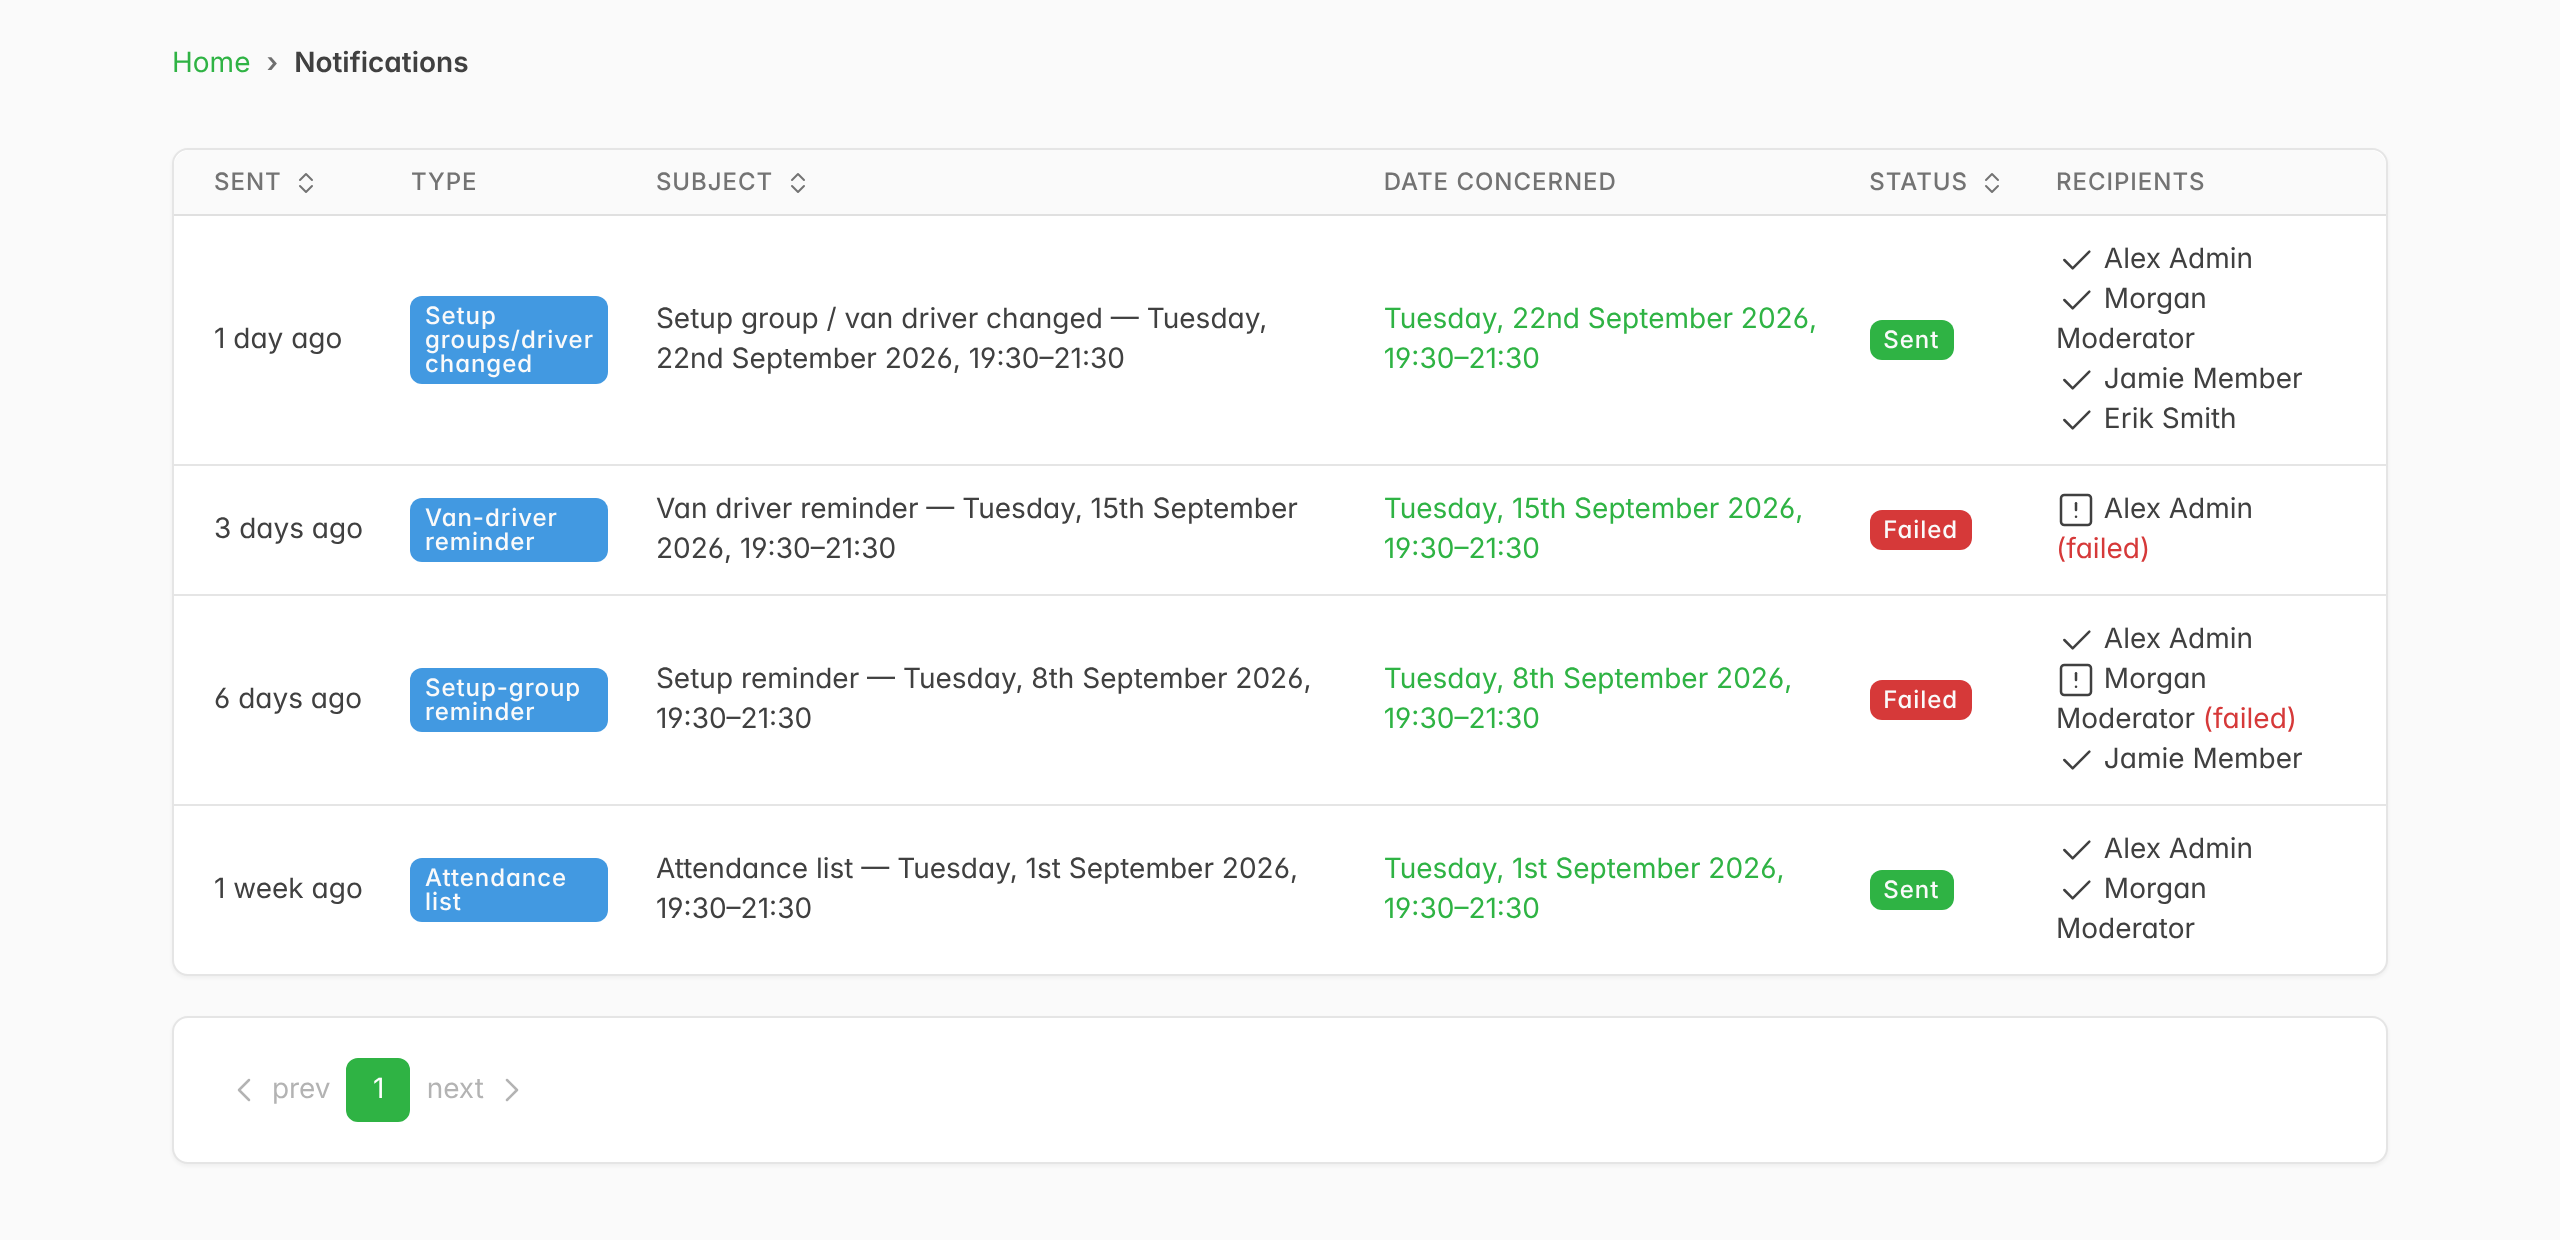 Home › Notifications
SENT TYPE SUBJECT DATE CONCERNED STATUS RECIPIENTS
1 day ago
Setup
groups/driver
changed
Setup group / van driver changed — Tuesday,
22nd September 2026, 19:30–21:30
Tuesday, 22nd September 2026,
19:30–21:30
Sent
Alex Admin
Morgan
Moderator
Jamie Member
Erik Smith
3 days ago
Van-driver
reminder
Van driver reminder — Tuesday, 15th September
2026, 19:30–21:30
Tuesday, 15th September 2026,
19:30–21:30
Failed
Alex Admin
(failed)
6 days ago
Setup-group
reminder
Setup reminder — Tuesday, 8th September 2026,
19:30–21:30
Tuesday, 8th September 2026,
19:30–21:30
Failed
Alex Admin
Morgan
Moderator (failed)
Jamie Member
1 week ago
Attendance
list
Attendance list — Tuesday, 1st September 2026,
19:30–21:30
Tuesday, 1st September 2026,
19:30–21:30
Sent
Alex Admin
Morgan
Moderator
prev 1 next